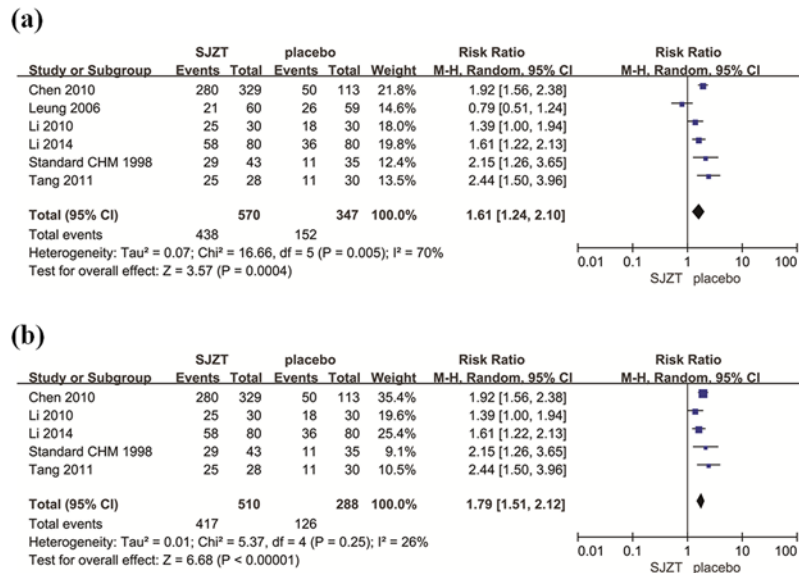 (a)
SJZT placebo Risk Ratio Risk Ratio
Study or Subgroup Events Total Events Total Weight M-H, Random, 95% CI M-H, Random, 95% CI
Chen 2010 280 329 50 113 21.8% 1.92 [1.56, 2.38]
Leung 2006 21 60 26 59 14.6% 0.79 [0.51, 1.24]
Li 2010 25 30 18 30 18.0% 1.39 [1.00, 1.94]
Li 2014 58 80 36 80 19.8% 1.61 [1.22, 2.13]
Standard CHM 1998 29 43 11 35 12.4% 2.15 [1.26, 3.65]
Tang 2011 25 28 11 30 13.5% 2.44 [1.50, 3.96]
Total (95% CI) 570 347 100.0% 1.61 [1.24, 2.10]
Total events 438 152
Heterogeneity: Tau² = 0.07; Chi² = 16.66, df = 5 (P = 0.005); I² = 70%
Test for overall effect: Z = 3.57 (P = 0.0004)
0.01 0.1 1 10 100
SJZT placebo
(b)
SJZT placebo Risk Ratio Risk Ratio
Study or Subgroup Events Total Events Total Weight M-H, Random, 95% CI M-H, Random, 95% CI
Chen 2010 280 329 50 113 35.4% 1.92 [1.56, 2.38]
Li 2010 25 30 18 30 19.6% 1.39 [1.00, 1.94]
Li 2014 58 80 36 80 25.4% 1.61 [1.22, 2.13]
Standard CHM 1998 29 43 11 35 9.1% 2.15 [1.26, 3.65]
Tang 2011 25 28 11 30 10.5% 2.44 [1.50, 3.96]
Total (95% CI) 510 288 100.0% 1.79 [1.51, 2.12]
Total events 417 126
Heterogeneity: Tau² = 0.01; Chi² = 5.37, df = 4 (P = 0.25); I² = 26%
Test for overall effect: Z = 6.68 (P < 0.00001)
0.01 0.1 1 10 100
SJZT placebo